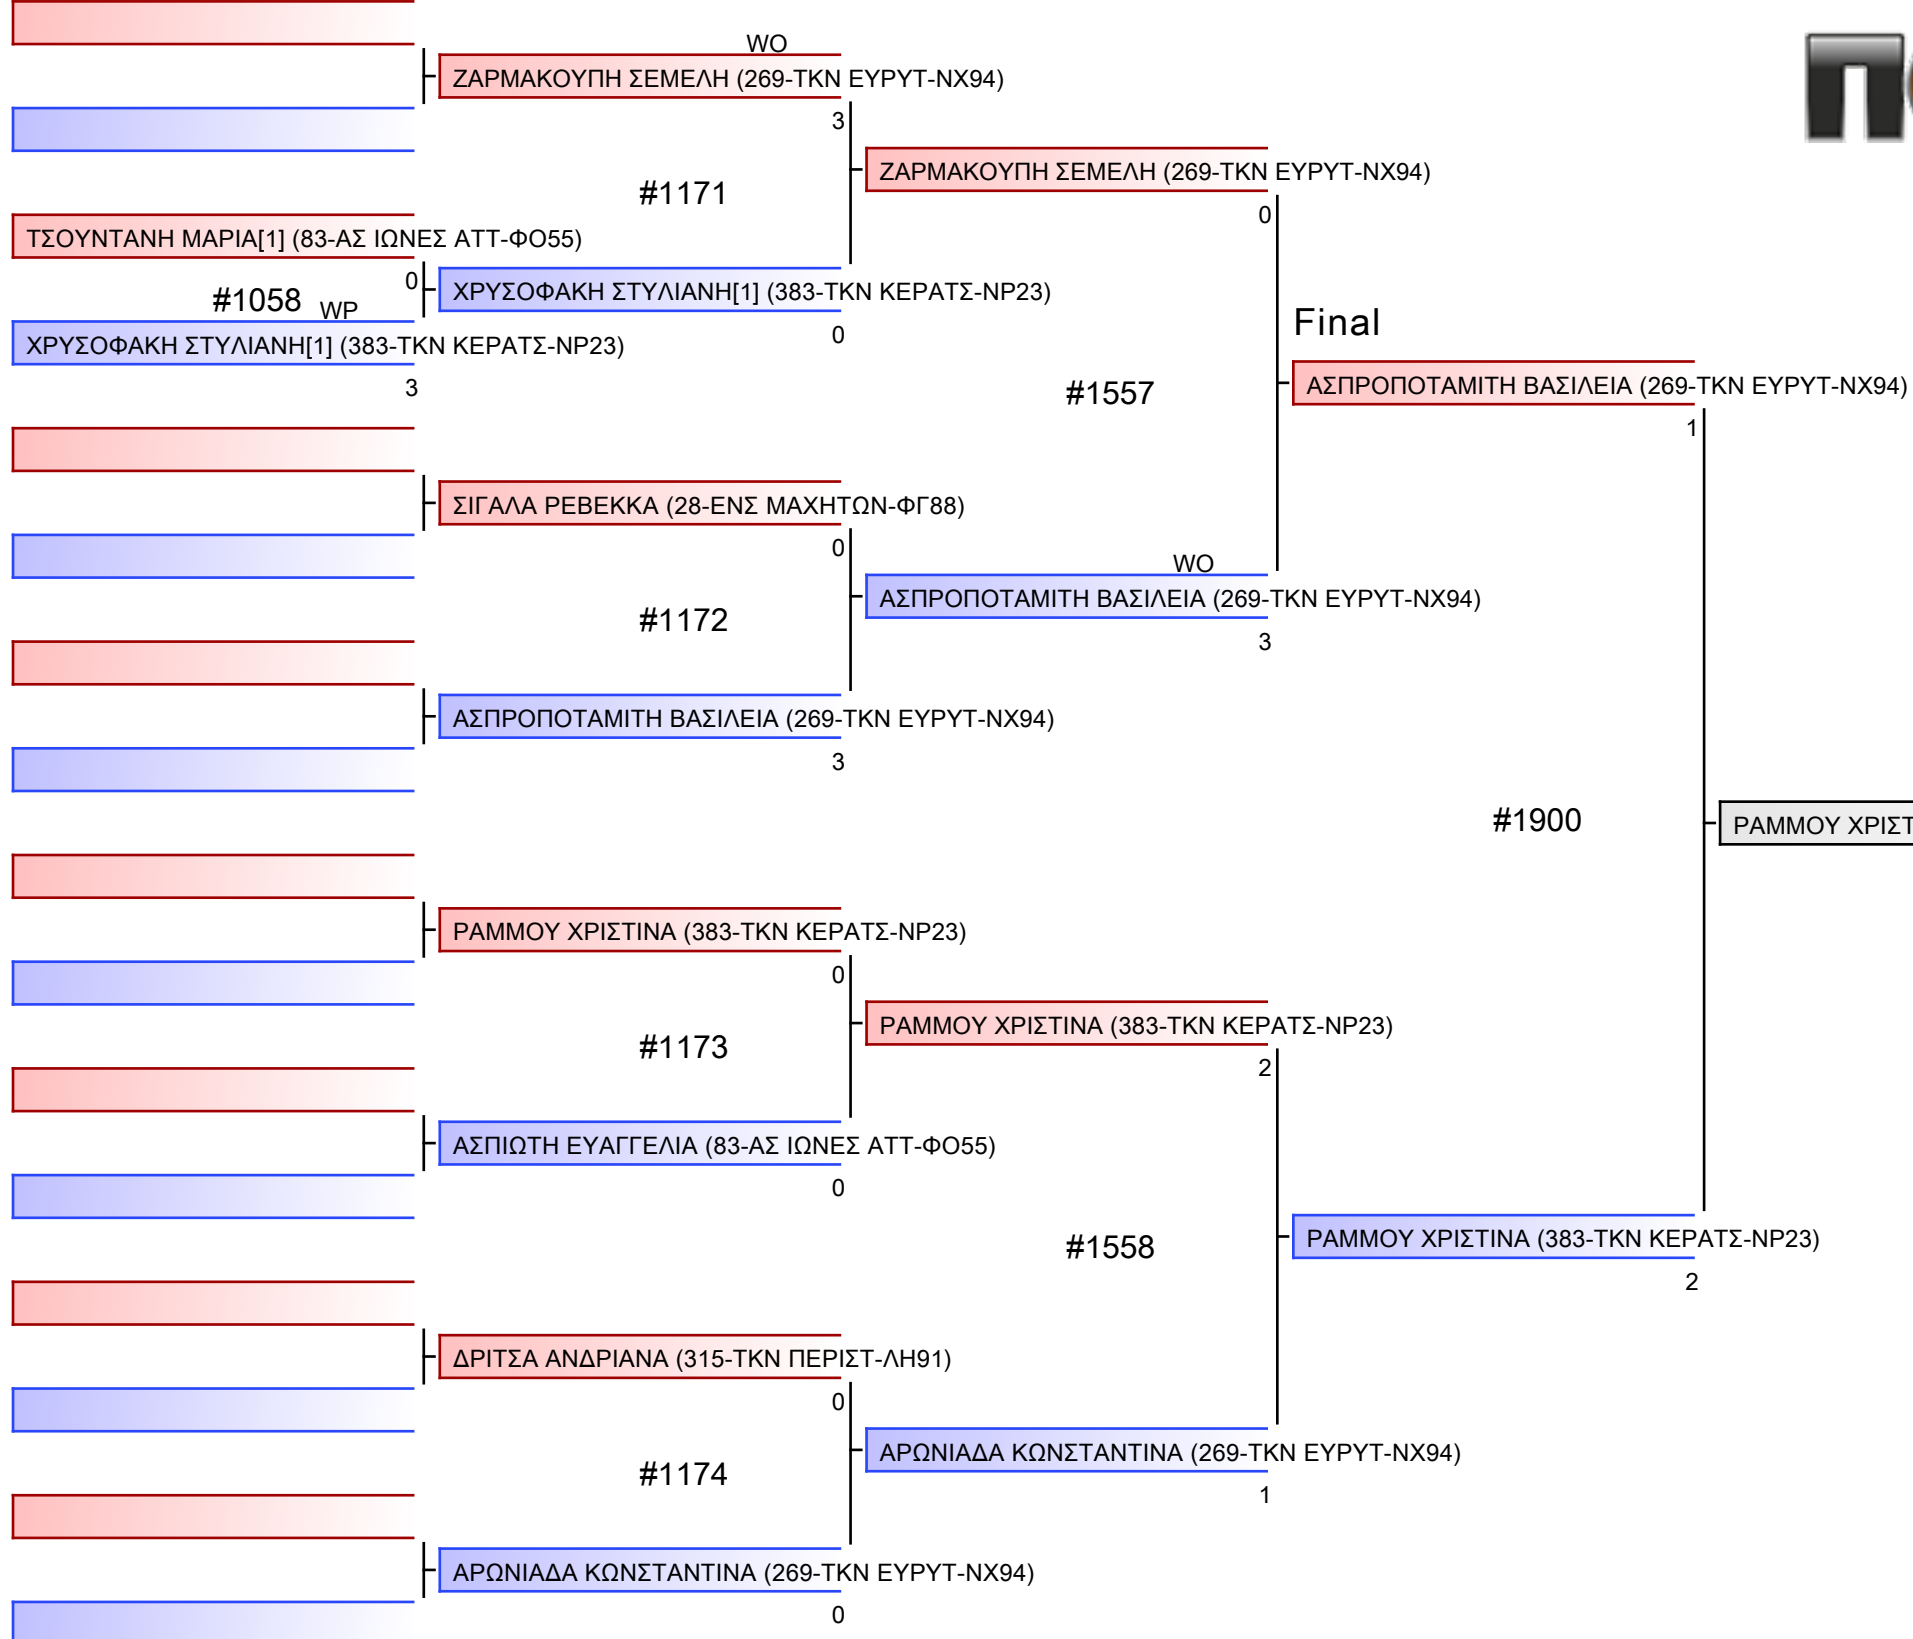 WO
ΖΑΡΜΑΚΟΥΠΗ ΣΕΜΕΛΗ (269-ΤΚΝ ΕΥΡΥΤ-ΝΧ94)
3
#1171
ΖΑΡΜΑΚΟΥΠΗ ΣΕΜΕΛΗ (269-ΤΚΝ ΕΥΡΥΤ-ΝΧ94)
0
ΤΣΟΥΝΤΑΝΗ ΜΑΡΙΑ[1] (83-ΑΣ ΙΩΝΕΣ ΑΤΤ-ΦΟ55)
0
#1058 WP
ΧΡΥΣΟΦΑΚΗ ΣΤΥΛΙΑΝΗ[1] (383-ΤΚΝ ΚΕΡΑΤΣ-ΝΡ23)
0
ΧΡΥΣΟΦΑΚΗ ΣΤΥΛΙΑΝΗ[1] (383-ΤΚΝ ΚΕΡΑΤΣ-ΝΡ23)
3
Final
#1557
ΑΣΠΡΟΠΟΤΑΜΙΤΗ ΒΑΣΙΛΕΙΑ (269-ΤΚΝ ΕΥΡΥΤ-ΝΧ94)
1
ΣΙΓΑΛΑ ΡΕΒΕΚΚΑ (28-ΕΝΣ ΜΑΧΗΤΩΝ-ΦΓ88)
0
#1172
WO
ΑΣΠΡΟΠΟΤΑΜΙΤΗ ΒΑΣΙΛΕΙΑ (269-ΤΚΝ ΕΥΡΥΤ-ΝΧ94)
3
ΑΣΠΡΟΠΟΤΑΜΙΤΗ ΒΑΣΙΛΕΙΑ (269-ΤΚΝ ΕΥΡΥΤ-ΝΧ94)
3
#1900
ΡΑΜΜΟΥ
ΡΑΜΜΟΥ ΧΡΙΣΤΙΝΑ (383-ΤΚΝ ΚΕΡΑΤΣ-ΝΡ23)
0
#1173
ΡΑΜΜΟΥ ΧΡΙΣΤΙΝΑ (383-ΤΚΝ ΚΕΡΑΤΣ-ΝΡ23)
2
ΑΣΠΙΩΤΗ ΕΥΑΓΓΕΛΙΑ (83-ΑΣ ΙΩΝΕΣ ΑΤΤ-ΦΟ55)
0
#1558
ΡΑΜΜΟΥ ΧΡΙΣΤΙΝΑ (383-ΤΚΝ ΚΕΡΑΤΣ-ΝΡ23)
2
ΔΡΙΤΣΑ ΑΝΔΡΙΑΝΑ (315-ΤΚΝ ΠΕΡΙΣΤ-ΛΗ91)
0
#1174
ΑΡΩΝΙΑΔΑ ΚΩΝΣΤΑΝΤΙΝΑ (269-ΤΚΝ ΕΥΡΥΤ-ΝΧ94)
1
ΑΡΩΝΙΑΔΑ ΚΩΝΣΤΑΝΤΙΝΑ (269-ΤΚΝ ΕΥΡΥΤ-ΝΧ94)
0